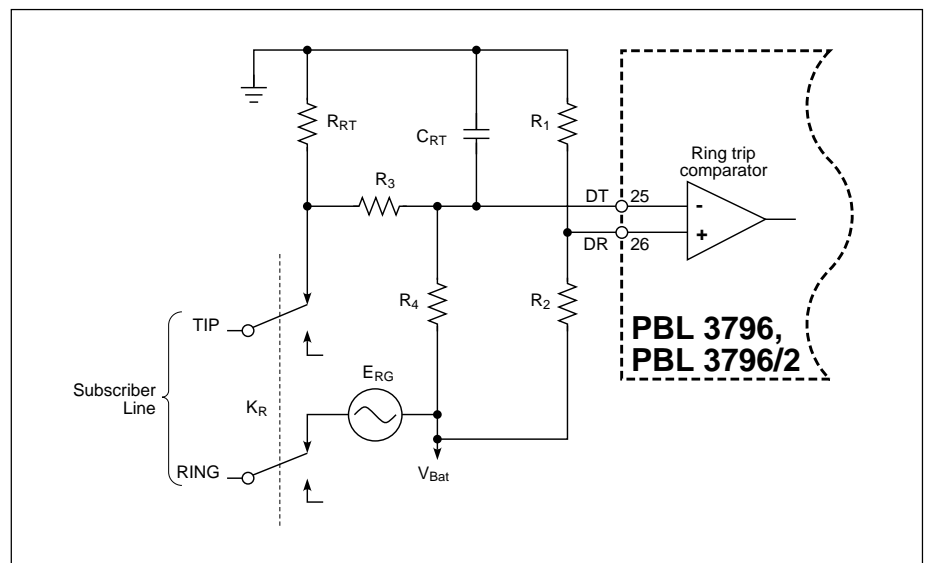 R_RT
C_RT
R_1
Ring trip
comparator
R_3
DT
25
-
DR
26
+
R_4
R_2
PBL 3796,
PBL 3796/2
TIP
Subscriber
Line
K_R
E_RG
RING
V_Bat